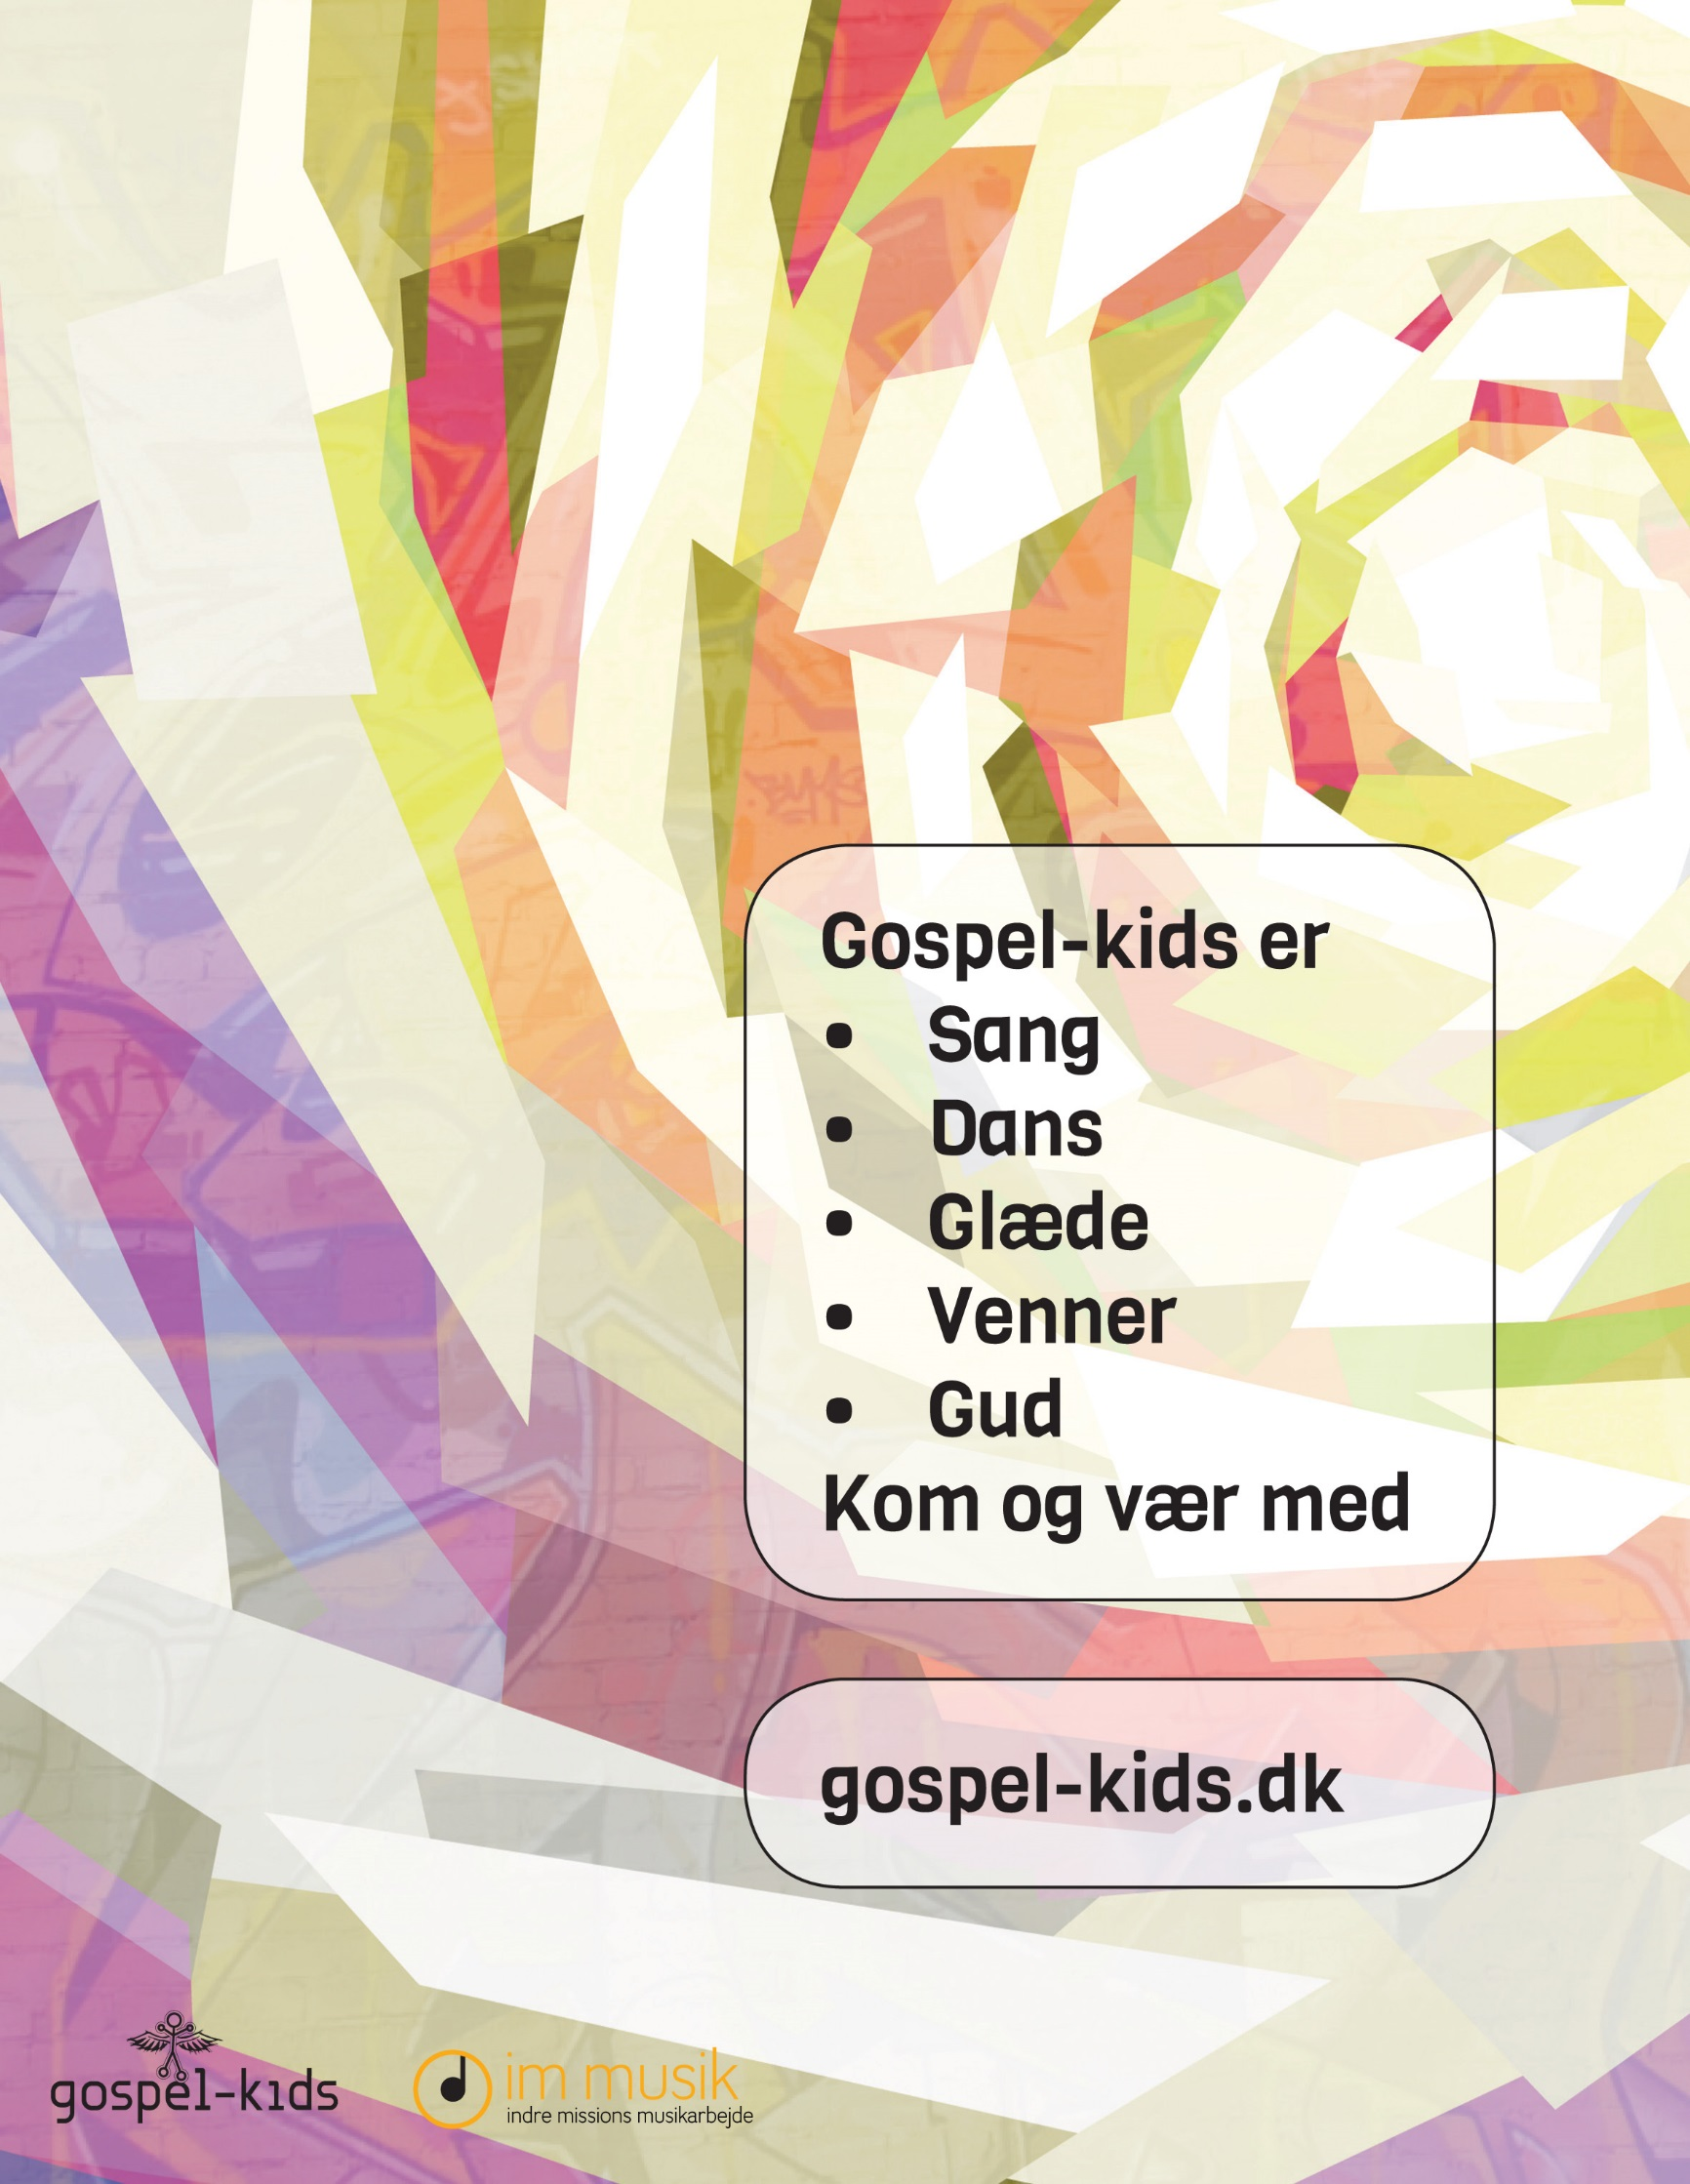 Gospel-kids er
• Sang
• Dans
• Glæde
• Venner
• Gud
Kom og vær med
gospel-kids.dk
gospel-kids
im musik
indre missions musikarbejde